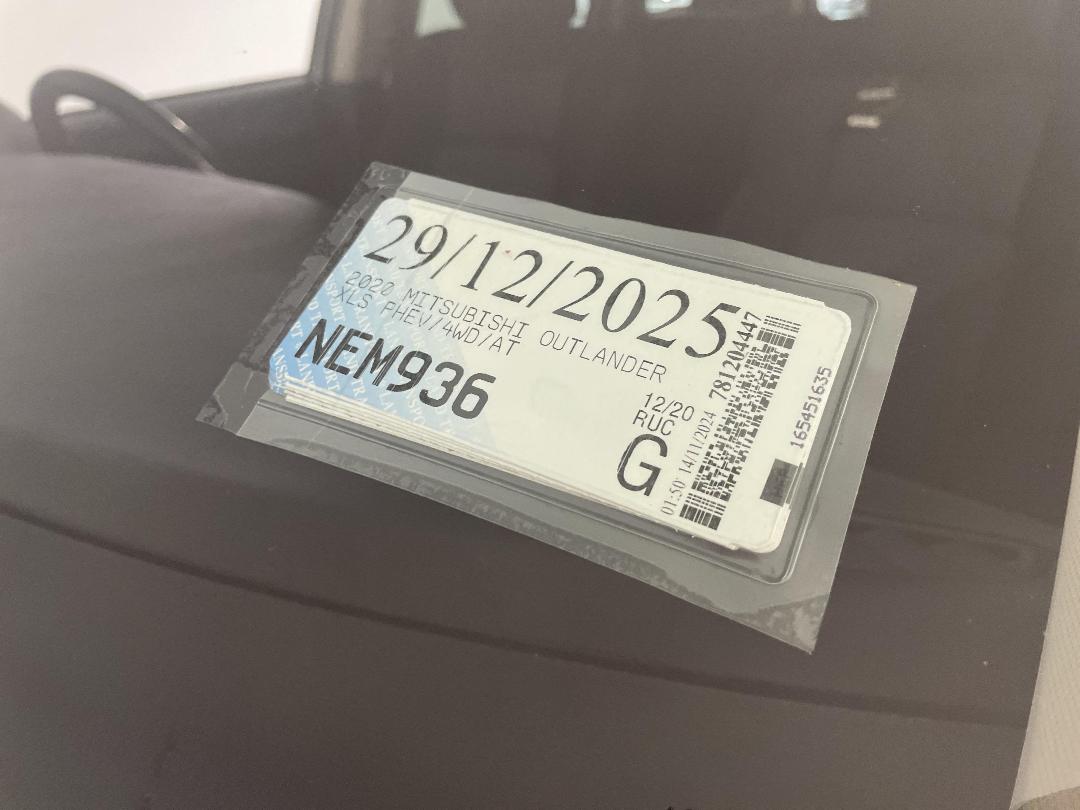 29/12/2025
2020 MITSUBISHI OUTLANDER
XLS PHEV/4WD/AT
NEM936
12/20
RUC
G
01:50 14/11/2024 781204447
165451635